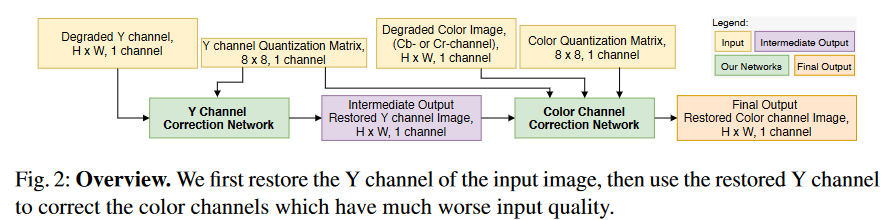 Degraded Y channel,
H x W, 1 channel
Y channel Quantization Matrix,
8 x 8, 1 channel
Degraded Color Image,
(Cb- or Cr-channel),
H x W, 1 channel
Color Quantization Matrix,
8 x 8, 1 channel
Legend:
Input
Intermediate Output
Our Networks
Final Output
Y Channel
Correction Network
Intermediate Output
Restored Y channel Image,
H x W, 1 channel
Color Channel
Correction Network
Final Output
Restored Color channel Image,
H x W, 1 channel
Fig. 2: Overview. We first restore the Y channel of the input image, then use the restored Y channel
to correct the color channels which have much worse input quality.